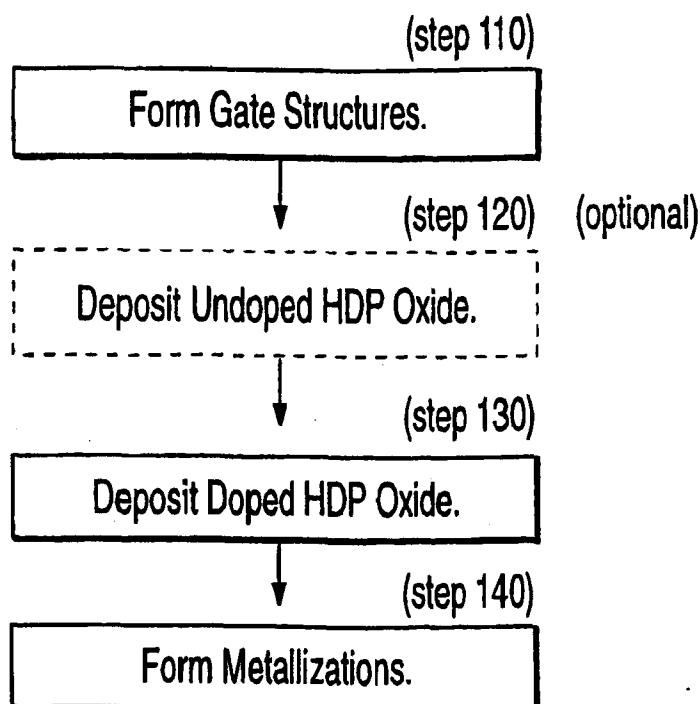 (step 110)
Form Gate Structures.
(step 120) (optional)
Deposit Undoped HDP Oxide.
(step 130)
Deposit Doped HDP Oxide.
(step 140)
Form Metallizations.